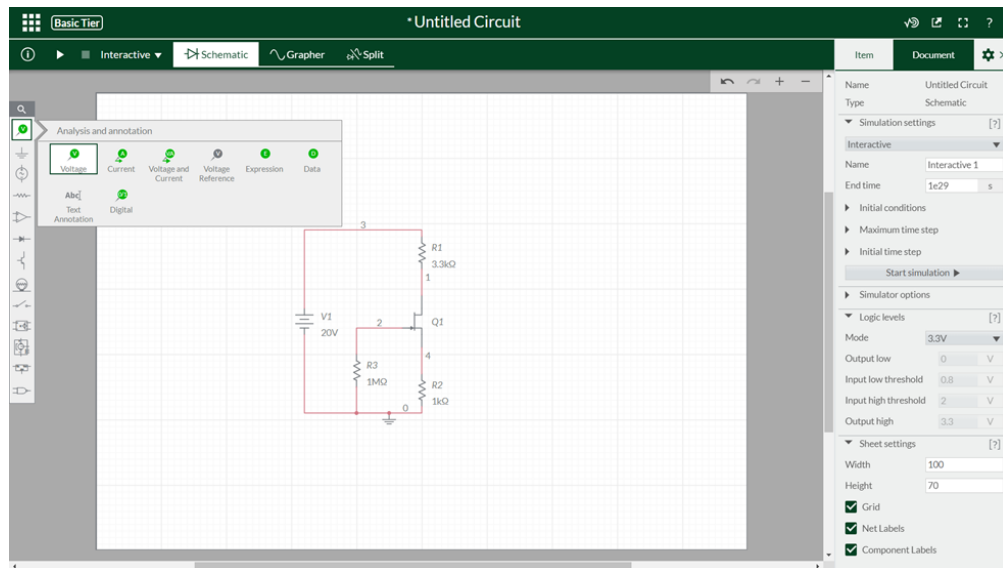 Basic Tier
*Untitled Circuit
?
Interactive
Schematic
Grapher
Split
Item
Document
Analysis and annotation
V
Voltage
A
Current
Voltage and
Current
V
Voltage
Reference
E
Expression
D
Data
Abc
Text
Annotation
Digital
3
R1
3.3kΩ
1
V1
20V
2
Q1
R3
1MΩ
4
R2
1kΩ
0
Name Untitled Circuit
Type Schematic
Simulation settings [?]
Interactive
Name Interactive 1
End time 1e29 s
Initial conditions
Maximum time step
Initial time step
Start simulation
Simulator options
Logic levels [?]
Mode 3.3V
Output low 0 V
Input low threshold 0.8 V
Input high threshold 2 V
Output high 3.3 V
Sheet settings [?]
Width 100
Height 70
Grid
Net Labels
Component Labels